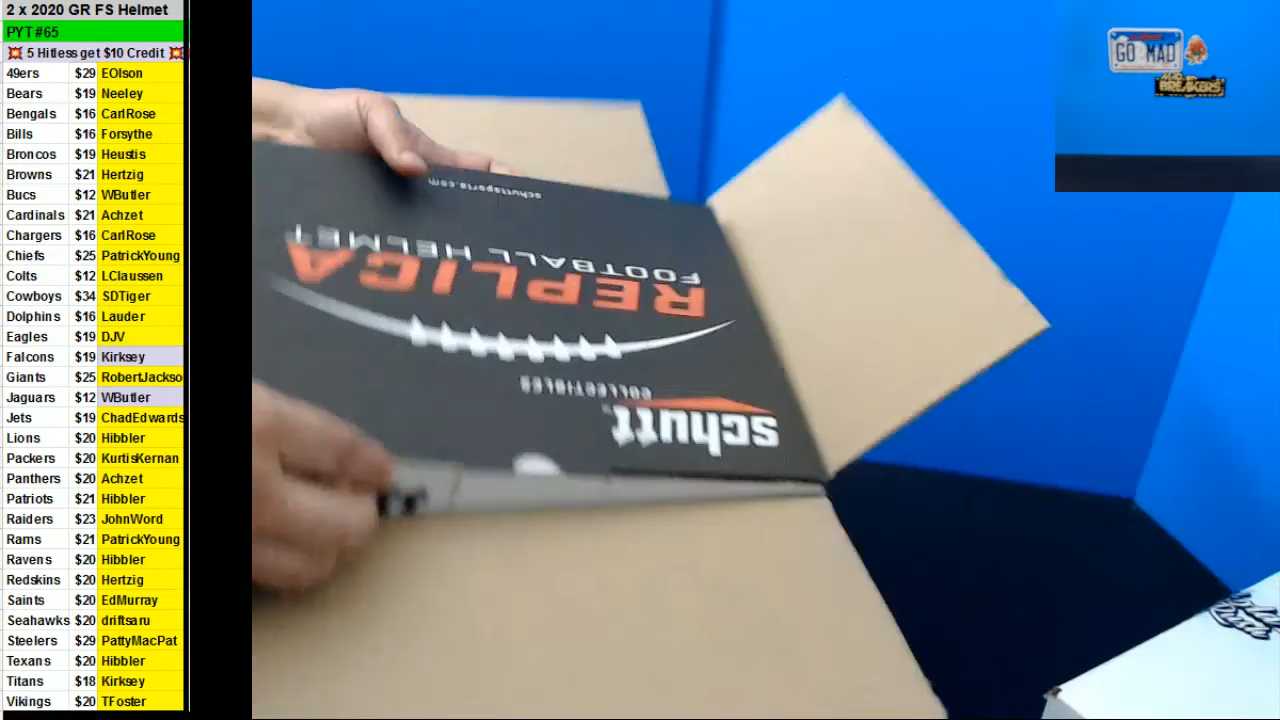 2 x 2020 GR FS Helmet
PYT #65
5 Hitless get $10 Credit
49ers $29 EOlson
Bears $19 Neeley
Bengals $16 CarlRose
Bills $16 Forsythe
Broncos $19 Heustis
Browns $21 Hertzig
Bucs $12 WButler
Cardinals $21 Achzet
Chargers $16 CarlRose
Chiefs $25 PatrickYoung
Colts $12 LClaussen
Cowboys $34 SDTiger
Dolphins $16 Lauder
Eagles $19 DJV
Falcons $19 Kirksey
Giants $25 RobertJackso
Jaguars $12 WButler
Jets $19 ChadEdwards
Lions $20 Hibbler
Packers $20 KurtisKernan
Panthers $20 Achzet
Patriots $21 Hibbler
Raiders $23 JohnWord
Rams $21 PatrickYoung
Ravens $20 Hibbler
Redskins $20 Hertzig
Saints $20 EdMurray
Seahawks $20 driftsaru
Steelers $29 PattyMacPat
Texans $20 Hibbler
Titans $18 Kirksey
Vikings $20 TFoster
schutt
COLLECTIBLES
REPLICA
FOOTBALL HELMET
schuttsports.com
GO MAD
MAD
BREAKERS